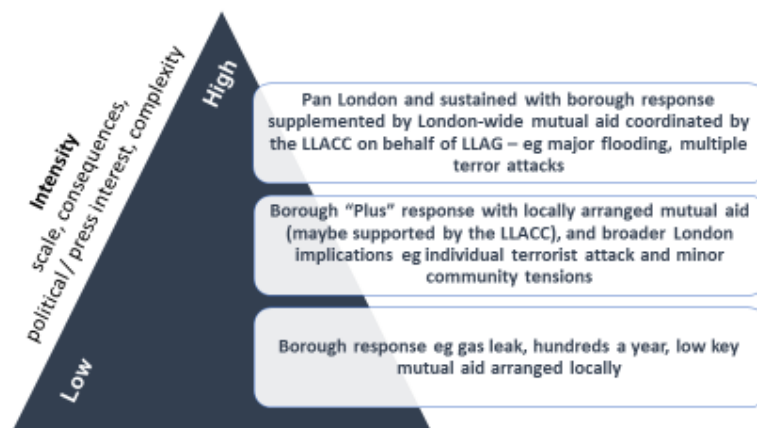 High
Low
Intensity
scale, consequences,
political / press interest, complexity
Pan London and sustained with borough response
supplemented by London-wide mutual aid coordinated by
the LLACC on behalf of LLAG – eg major flooding, multiple
terror attacks
Borough “Plus” response with locally arranged mutual aid
(maybe supported by the LLACC), and broader London
implications eg individual terrorist attack and minor
community tensions
Borough response eg gas leak, hundreds a year, low key
mutual aid arranged locally